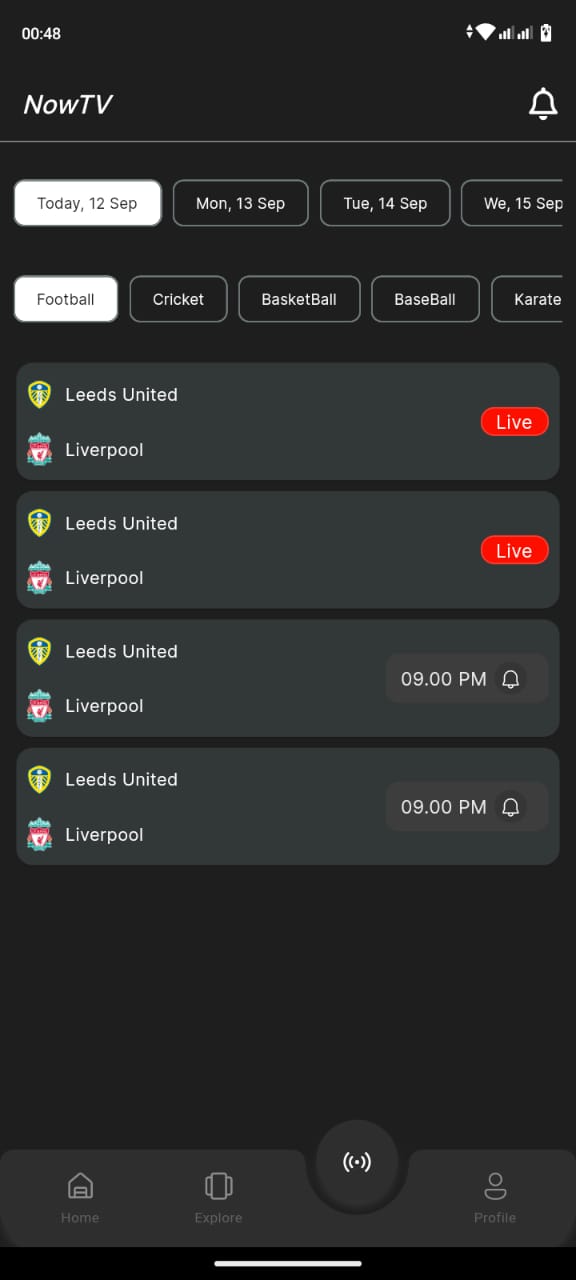 00:48
NowTV
Today, 12 Sep Mon, 13 Sep Tue, 14 Sep We, 15 Sep
Football Cricket BasketBall BaseBall Karate
Leeds United
Live
Liverpool
Leeds United
Live
Liverpool
Leeds United
09.00 PM
Liverpool
Leeds United
09.00 PM
Liverpool
Home Explore Profile